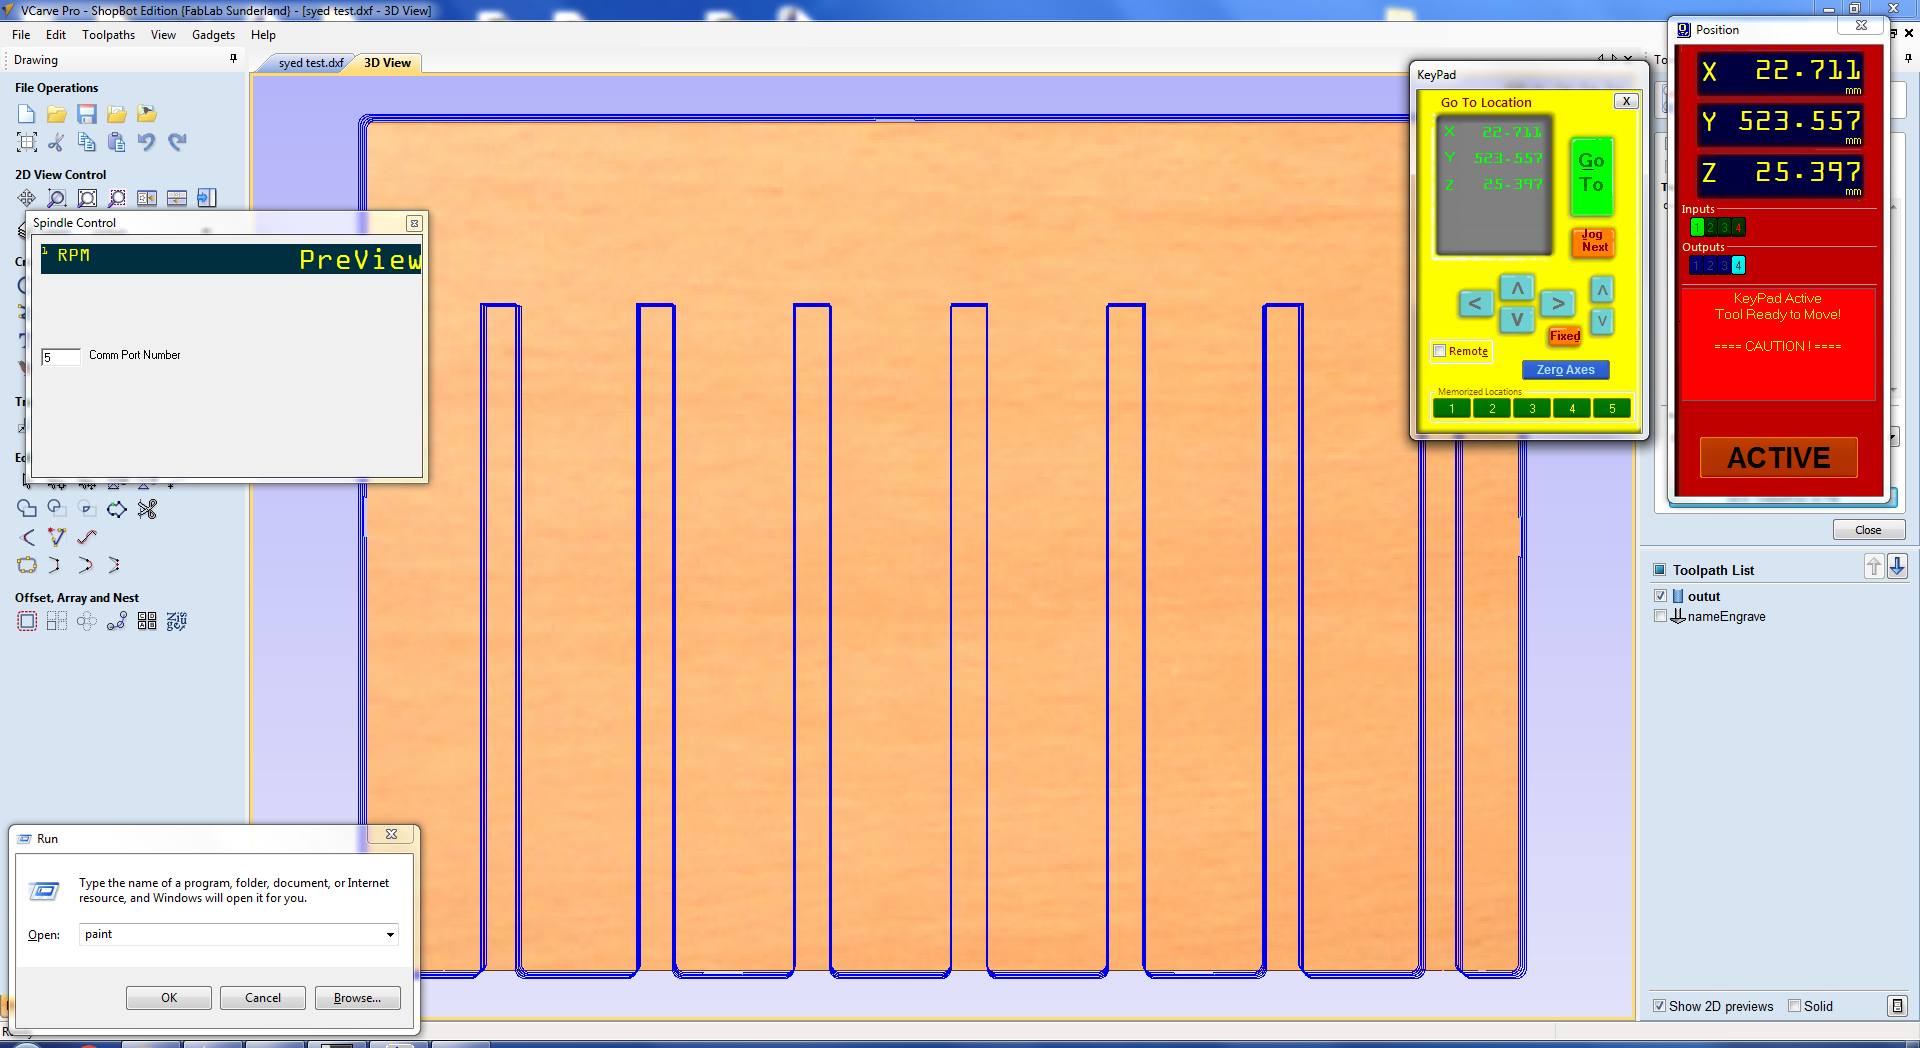 VCarve Pro - ShopBot Edition {FabLab Sunderland} - [syed test.dxf - 3D View]
File Edit Toolpaths View Gadgets Help
Drawing
syed test.dxf
3D View
File Operations
2D View Control
Spindle Control
1 RPM
PreView
5 Comm Port Number
Offset, Array and Nest
Run
Type the name of a program, folder, document, or Internet
resource, and Windows will open it for you.
Open: paint
OK Cancel Browse...
KeyPad
Go To Location
X
X 22.711
Y 523.557
Z 25.397
Go
To
Jog
Next
Fixed
Remote
Zero Axes
Memorized Locations
1 2 3 4 5
Position
X 22.711
mm
Y 523.557
mm
Z 25.397
mm
Inputs
1 2 3 4
Outputs
1 2 3 4
KeyPad Active
Tool Ready to Move!
==== CAUTION ! ====
ACTIVE
Close
Toolpath List
outut
nameEngrave
Show 2D previews
Solid